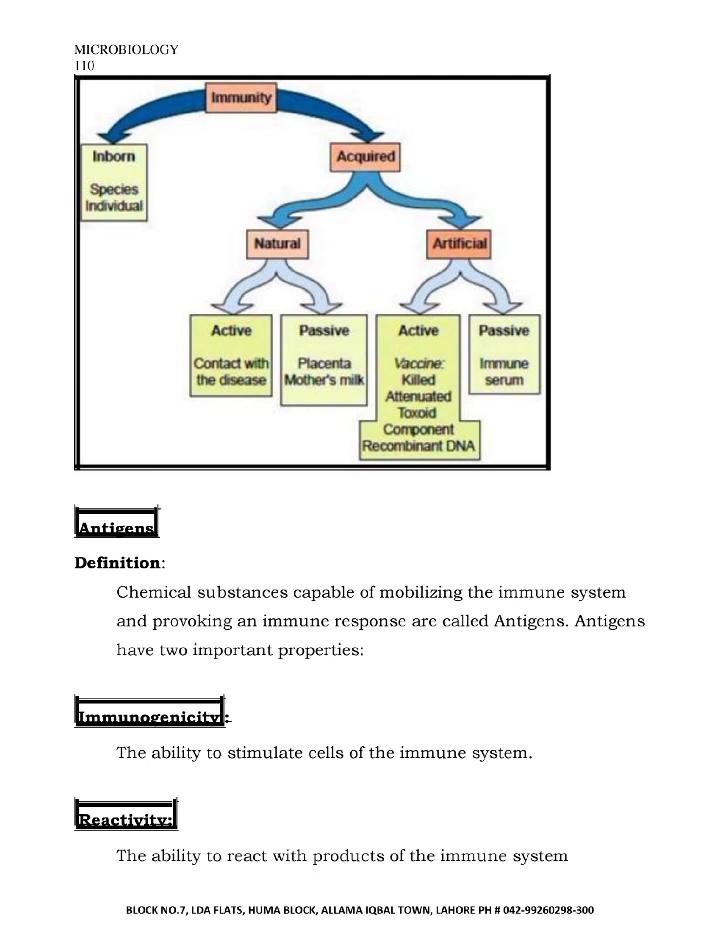 MICROBIOLOGY
110
Immunity
Inborn
Species
Individual
Acquired
Natural
Artificial
Active
Contact with
the disease
Passive
Placenta
Mother's milk
Active
Vaccine:
Killed
Attenuated
Toxoid
Component
Recombinant DNA
Passive
Immune
serum
Antigens
Definition:
Chemical substances capable of mobilizing the immune system
and provoking an immune response are called Antigens. Antigens
have two important properties:
Immunogenicity:
The ability to stimulate cells of the immune system.
Reactivity:
The ability to react with products of the immune system
BLOCK NO.7, LDA FLATS, HUMA BLOCK, ALLAMA IQBAL TOWN, LAHORE PH # 042-99260298-300